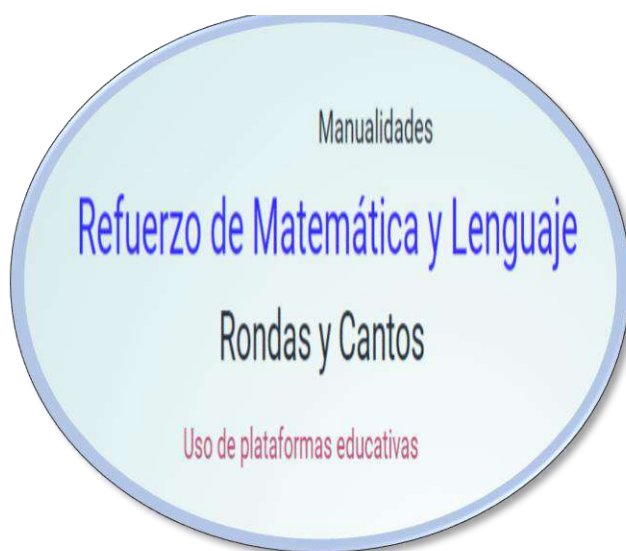 Manualidades
Refuerzo de Matemática y Lenguaje
Rondas y Cantos
Uso de plataformas educativas